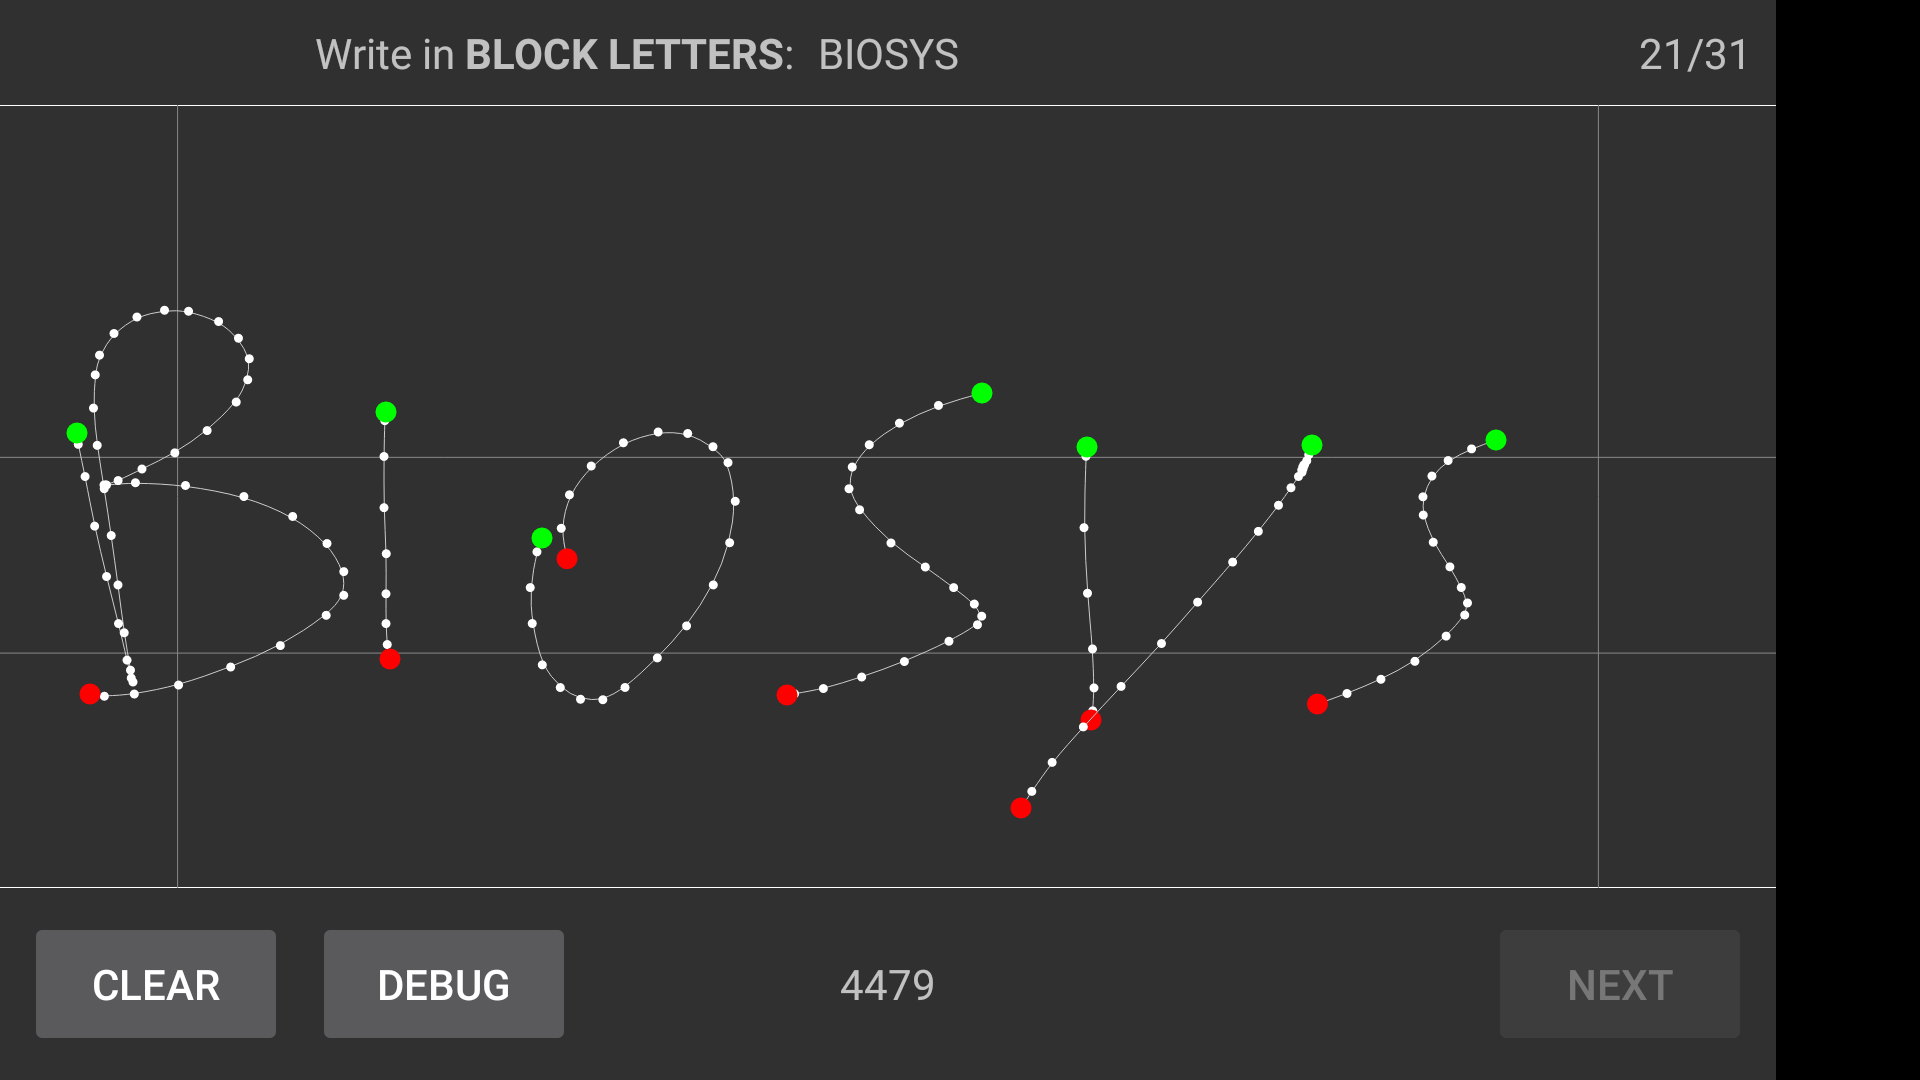 Write in BLOCK LETTERS: BIOSYS 21/31
BIOSYS
CLEAR DEBUG 4479 NEXT